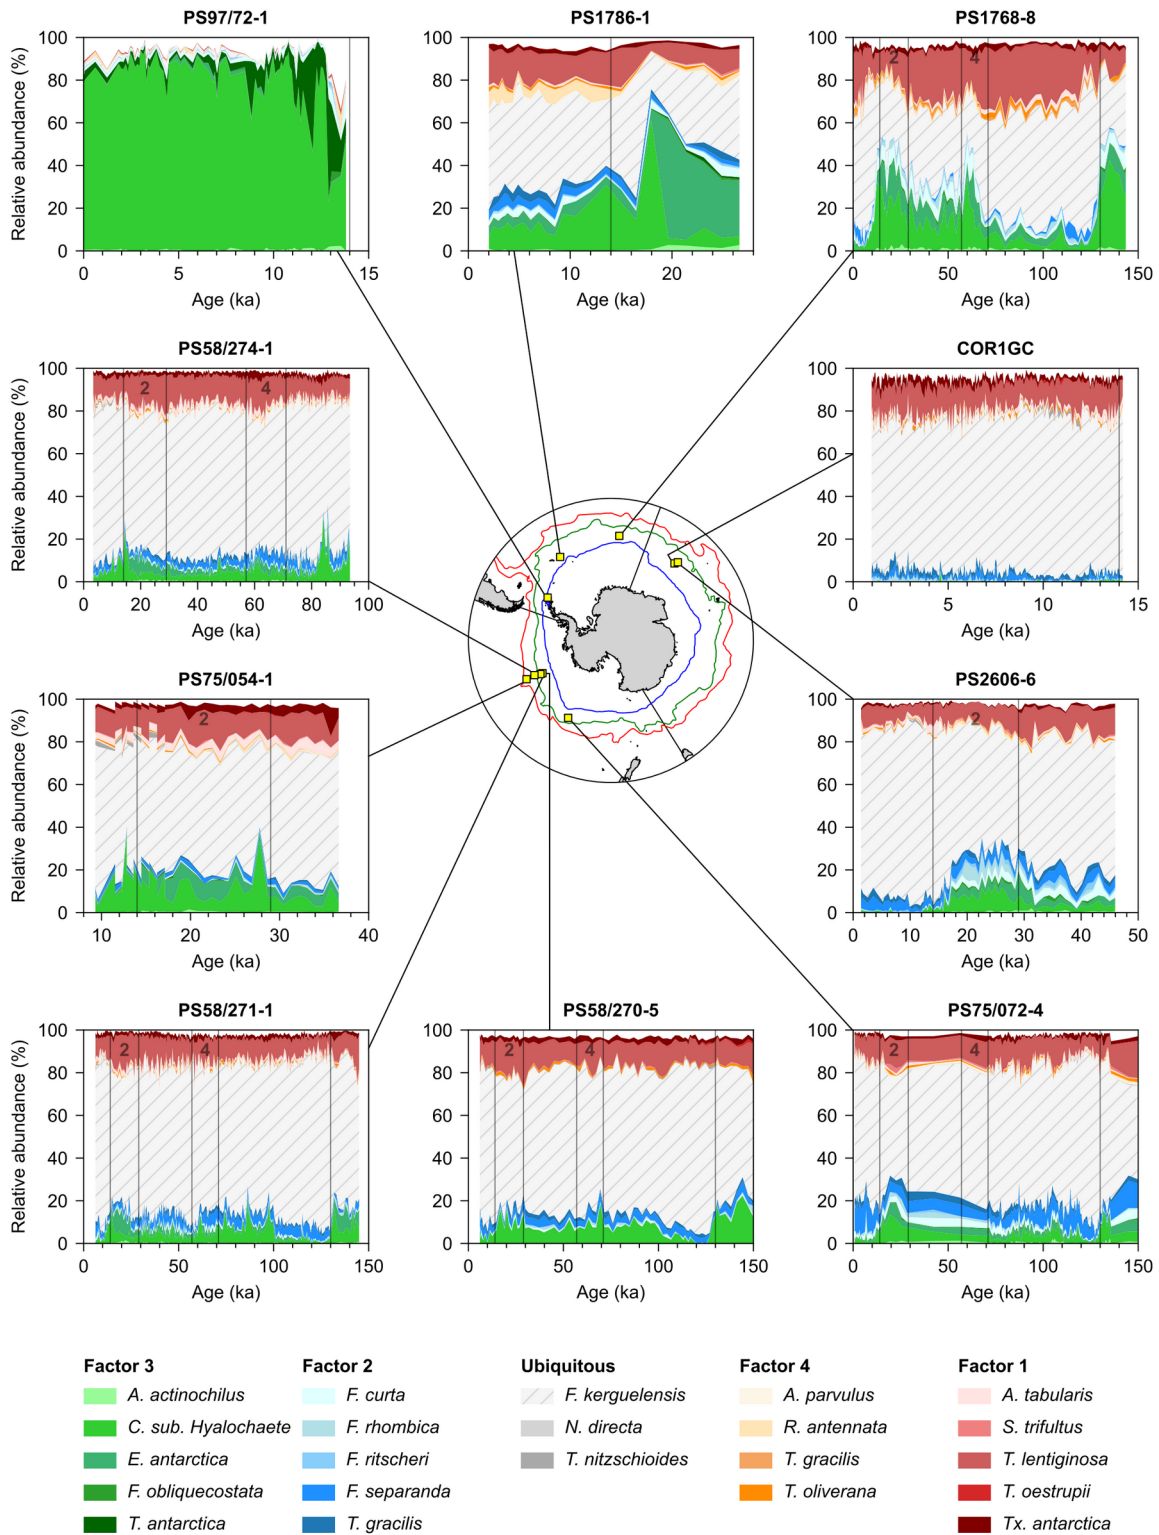 PS97/72-1
PS1786-1
PS1768-8
Relative abundance (%)
100
80
60
40
20
0
0 5 10 15
Age (ka)
100
80
60
40
20
0
10 20
Age (ka)
100
80
60
40
20
0
2 4
0 50 100 150
Age (ka)
PS58/274-1
COR1GC
Relative abundance (%)
100
80
60
40
20
0
2 4
0 20 40 60 80 100
Age (ka)
100
80
60
40
20
0
0 5 10 15
Age (ka)
PS75/054-1
PS2606-6
Relative abundance (%)
100
80
60
40
20
0
2
10 20 30 40
Age (ka)
100
80
60
40
20
0
2
0 10 20 30 40 50
Age (ka)
PS58/271-1
PS58/270-5
PS75/072-4
Relative abundance (%)
100
80
60
40
20
0
2 4
0 50 100 150
Age (ka)
100
80
60
40
20
0
2 4
0 50 100 150
Age (ka)
100
80
60
40
20
0
2 4
0 50 100 150
Age (ka)
Factor 3
A. actinochilus
C. sub. Hyalochaete
E. antarctica
F. obliquecostata
T. antarctica
Factor 2
F. curta
F. rhombica
F. ritscheri
F. separanda
T. gracilis
Ubiquitous
F. kerguelensis
N. directa
T. nitzschioides
Factor 4
A. parvulus
R. antennata
T. gracilis
T. oliverana
Factor 1
A. tabularis
S. trifultus
T. lentiginosa
T. oestrupii
Tx. antarctica